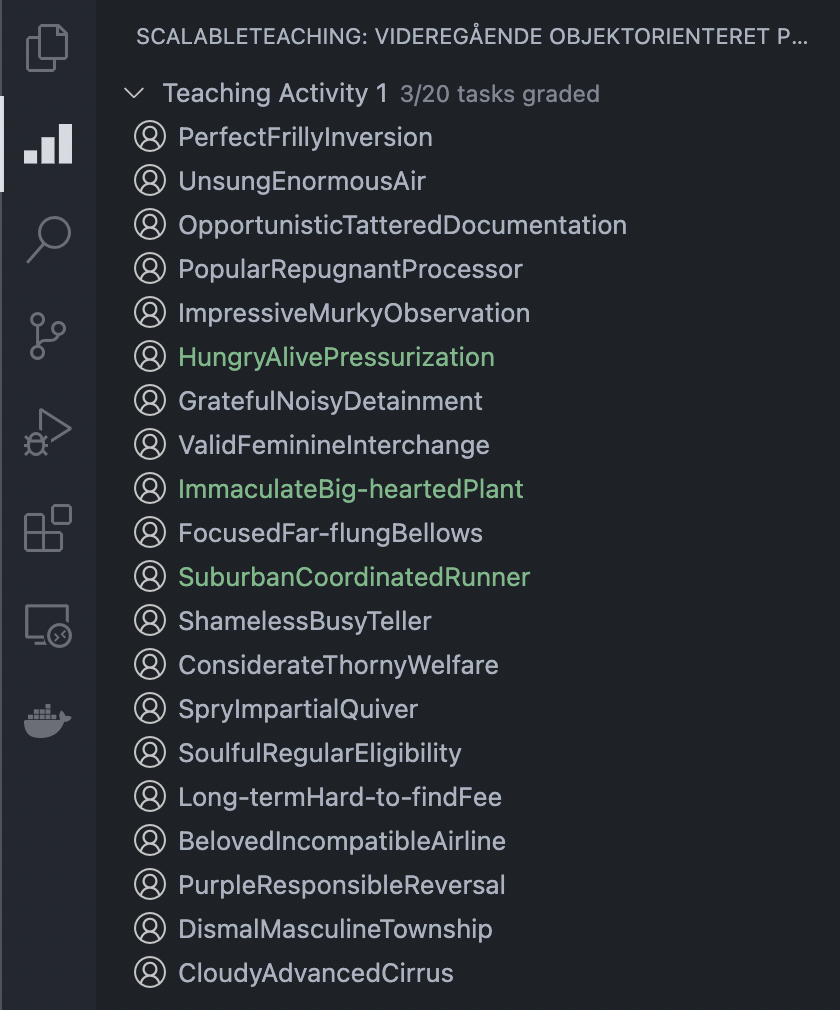 SCALABLETEACHING: VIDEREGÅENDE OBJEKTORIENTERET P...
Teaching Activity 1 3/20 tasks graded
PerfectFrillyInversion
UnsungEnormousAir
OpportunisticTatteredDocumentation
PopularRepugnantProcessor
ImpressiveMurkyObservation
HungryAlivePressurization
GratefulNoisyDetainment
ValidFeminineInterchange
ImmaculateBig-heartedPlant
FocusedFar-flungBellows
SuburbanCoordinatedRunner
ShamelessBusyTeller
ConsiderateThornyWelfare
SpryImpartialQuiver
SoulfulRegularEligibility
Long-termHard-to-findFee
BelovedIncompatibleAirline
PurpleResponsibleReversal
DismalMasculineTownship
CloudyAdvancedCirrus